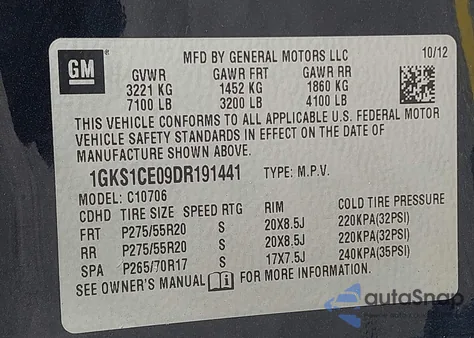 GM
MFD BY GENERAL MOTORS LLC 10/12
GVWR GAWR FRT GAWR RR
3221 KG 1452 KG 1860 KG
7100 LB 3200 LB 4100 LB
THIS VEHICLE CONFORMS TO ALL APPLICABLE U.S. FEDERAL MOTOR
VEHICLE SAFETY STANDARDS IN EFFECT ON THE DATE OF
MANUFACTURE SHOWN ABOVE.
1GKS1CE09DR191441 TYPE: M.P.V.
MODEL: C10706
CDHD TIRE SIZE SPEED RTG RIM COLD TIRE PRESSURE
FRT P275/55R20 S 20X8.5J 220KPA(32PSI)
RR P275/55R20 S 20X8.5J 220KPA(32PSI)
SPA P265/70R17 S 17X7.5J 240KPA(35PSI)
SEE OWNER'S MANUAL FOR MORE INFORMATION.
autoSnap